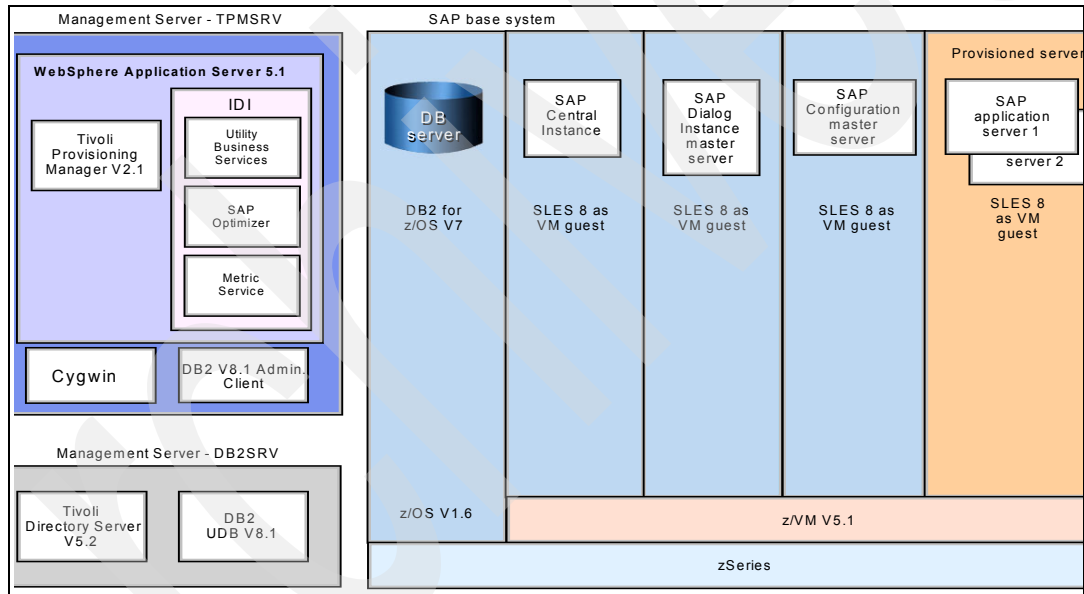 Management Server - TPMSRV
WebSphere Application Server 5.1
Tivoli
Provisioning
Manager V2.1
IDI
Utility
Business
Services
SAP
Optimizer
Metric
Service
Cygwin
DB2 V8.1 Admin.
Client
Management Server - DB2SRV
Tivoli
Directory Server
V5.2
DB2
UDB V8.1
SAP base system
DB
server
DB2 for
z/OS V7
z/OS V1.6
SAP
Central
Instance
SLES 8 as
VM guest
SAP
Dialog
Instance
master
server
SLES 8 as
VM guest
SAP
Configuration
master
server
SLES 8 as
VM guest
Provisioned server
SAP
application
server 1
server 2
SLES 8
as VM
guest
z/VM V5.1
zSeries